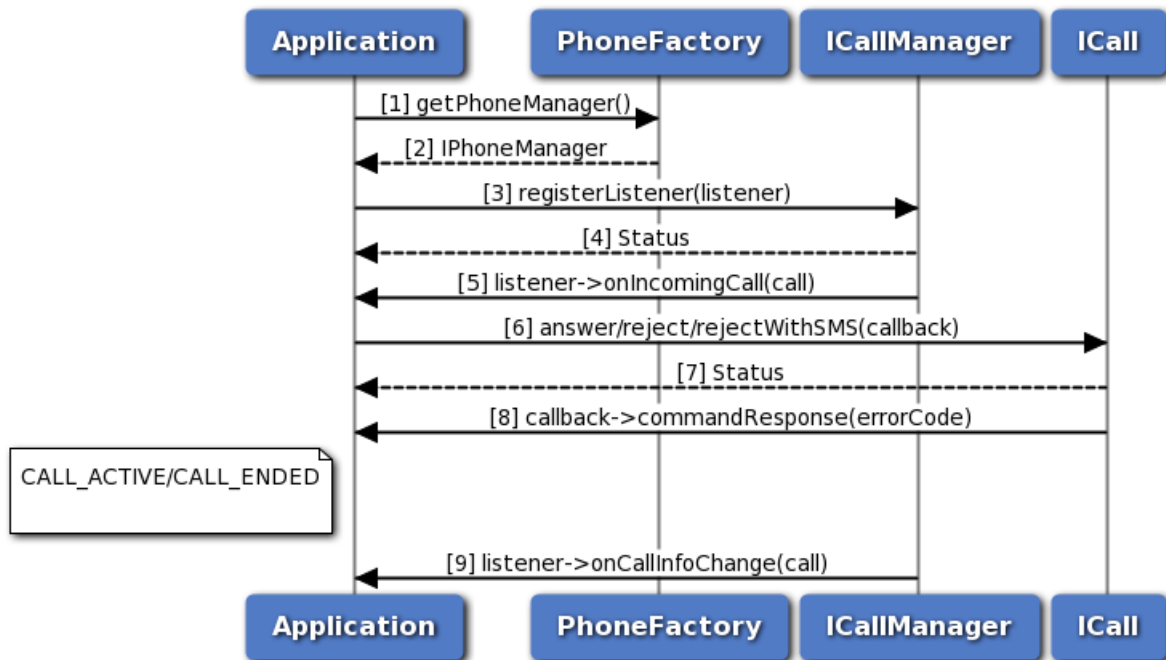 Application PhoneFactory ICallManager ICall
[1] getPhoneManager()
[2] IPhoneManager
[3] registerListener(listener)
[4] Status
[5] listener->onIncomingCall(call)
[6] answer/reject/rejectWithSMS(callback)
[7] Status
[8] callback->commandResponse(errorCode)
CALL_ACTIVE/CALL_ENDED
[9] listener->onCallInfoChange(call)
Application PhoneFactory ICallManager ICall